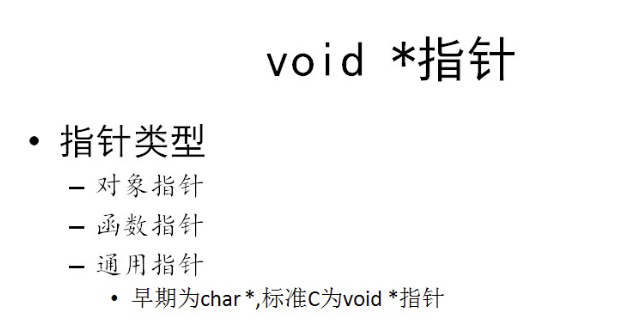 void *指针
• 指针类型
– 对象指针
– 函数指针
– 通用指针
• 早期为char *,标准C为void *指针